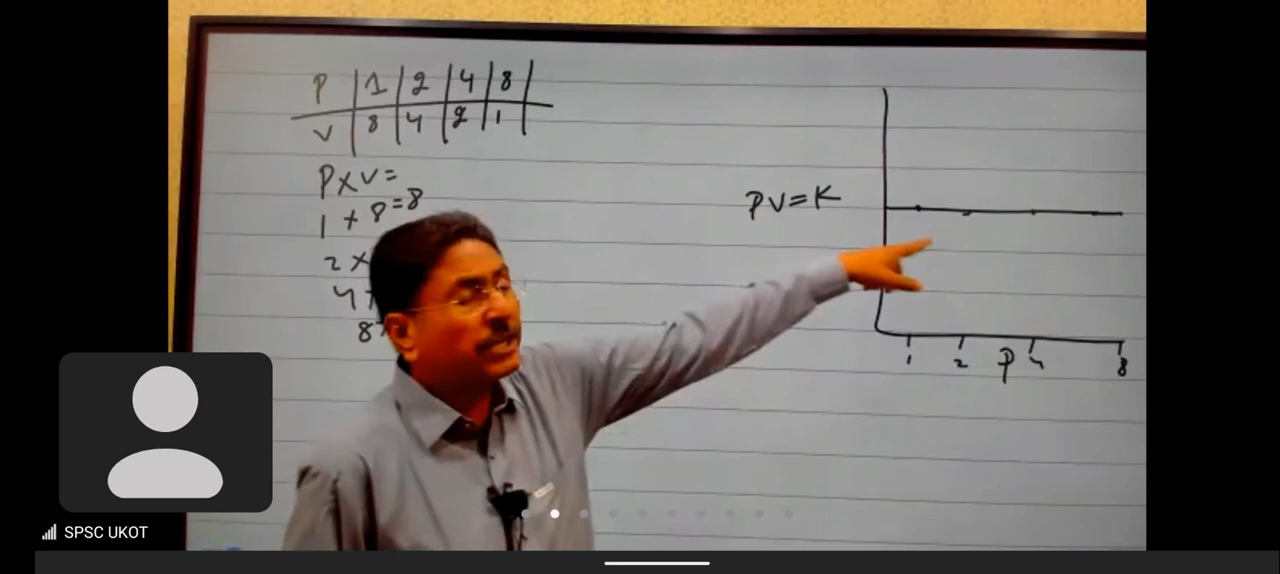 P 1 2 4 8
V 8 4 2 1
P×V=
1 × 8 = 8
2 ×
4 ×
8×
PV=K
1 2 P 4 8
SPSC UKOT